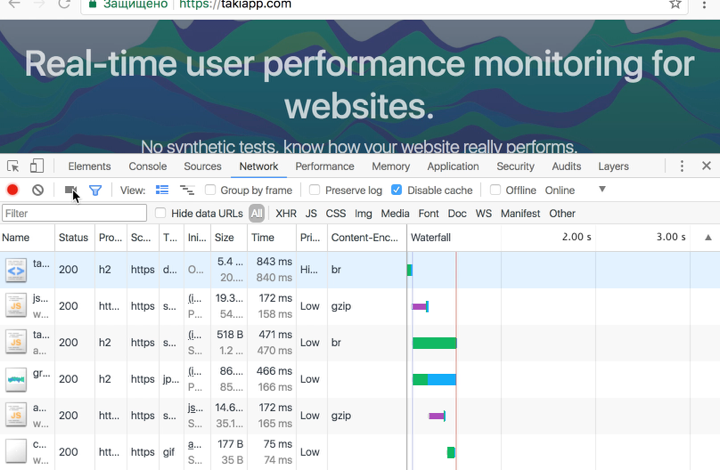 Защищено https://takiapp.com
Real-time user performance monitoring for
websites.
No synthetic tests, know how your website really performs.
Elements Console Sources Network Performance Memory Application Security Audits Layers
View: Group by frame Preserve log Disable cache Offline Online
Filter Hide data URLs All XHR JS CSS Img Media Font Doc WS Manifest Other
Name Status Pro... Sc... T... Ini... Size Time Pri... Content-Enc... Waterfall 2.00 s 3.00 s
ta... 200 h2 https d... O... 5.4 ... 843 ms Hi... br
20.... 840 ms
js... 200 htt... https s... (i... 19.3... 172 ms Low gzip
w... P... 54.... 158 ms
ta... 200 h2 https s... (i... 518 B 471 ms Low br
a... S... 1.2 ... 470 ms
gr... 200 h2 https jp... (i... 86.... 466 ms Low
w... P... 85.... 166 ms
a... 200 htt... https s... js... 14.6... 172 ms Low gzip
w... S... 35.1... 165 ms
c... 200 htt... https gif a... 177 B 75 ms Low
w... S... 35 B 74 ms